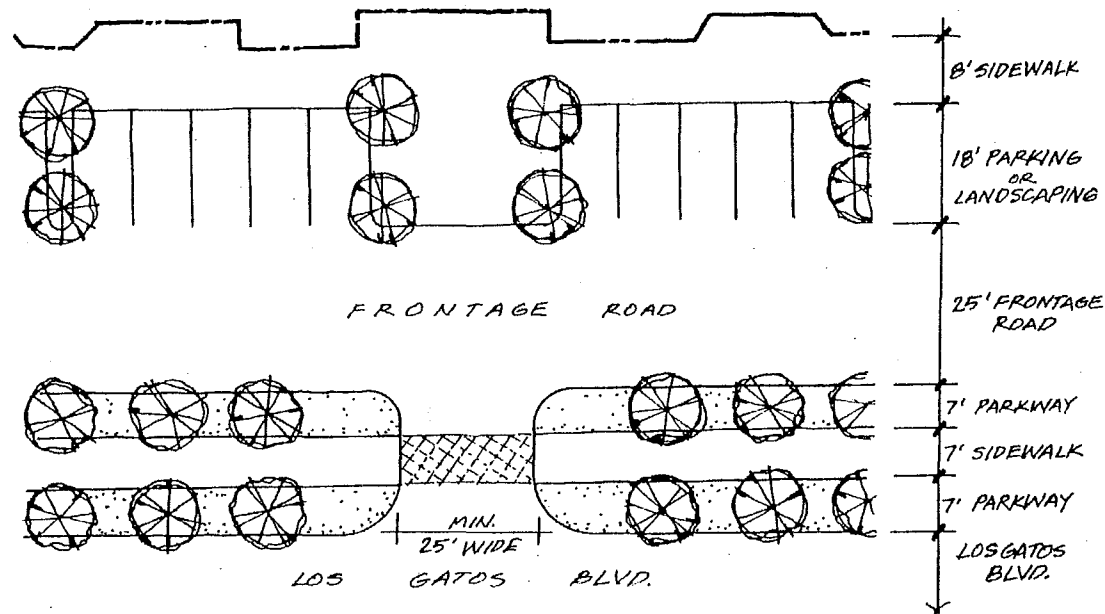 8' SIDEWALK
18' PARKING
OR
LANDSCAPING
FRONTAGE ROAD
25' FRONTAGE
ROAD
7' PARKWAY
7' SIDEWALK
7' PARKWAY
MIN.
25' WIDE
LOS GATOS BLVD.
LOS GATOS
BLVD.